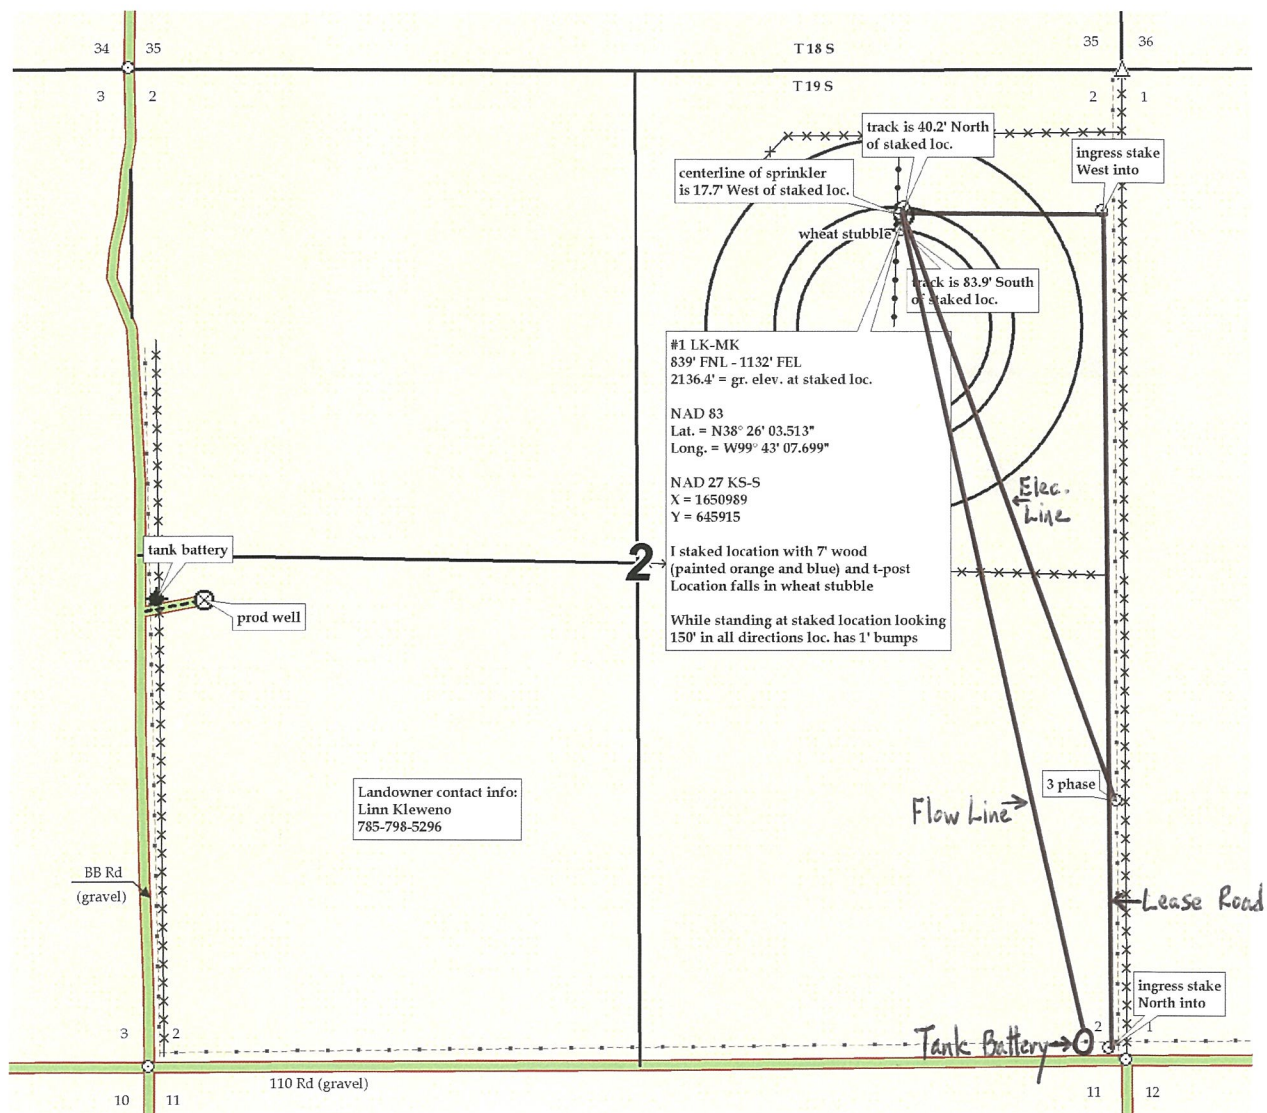 34 35
T 18 S
35 36
3 2
T 19 S
2 1
track is 40.2' North
of staked loc.
ingress stake
West into
centerline of sprinkler
is 17.7' West of staked loc.
wheat stubble
track is 83.9' South
of staked loc.
#1 LK-MK
839' FNL - 1132' FEL
2136.4' = gr. elev. at staked loc.
NAD 83
Lat. = N38° 26' 03.513"
Long. = W99° 43' 07.699"
NAD 27 KS-S
X = 1650989
Y = 645915
I staked location with 7' wood
(painted orange and blue) and t-post
Location falls in wheat stubble
While standing at staked location looking
150' in all directions loc. has 1' bumps
Elec.
Line
2
tank battery
prod well
3 phase
Landowner contact info:
Linn Kleweno
785-798-5296
Flow Line
BB Rd
(gravel)
Lease Road
ingress stake
North into
3 2
2 1
Tank Battery
110 Rd (gravel)
10 11
11 12